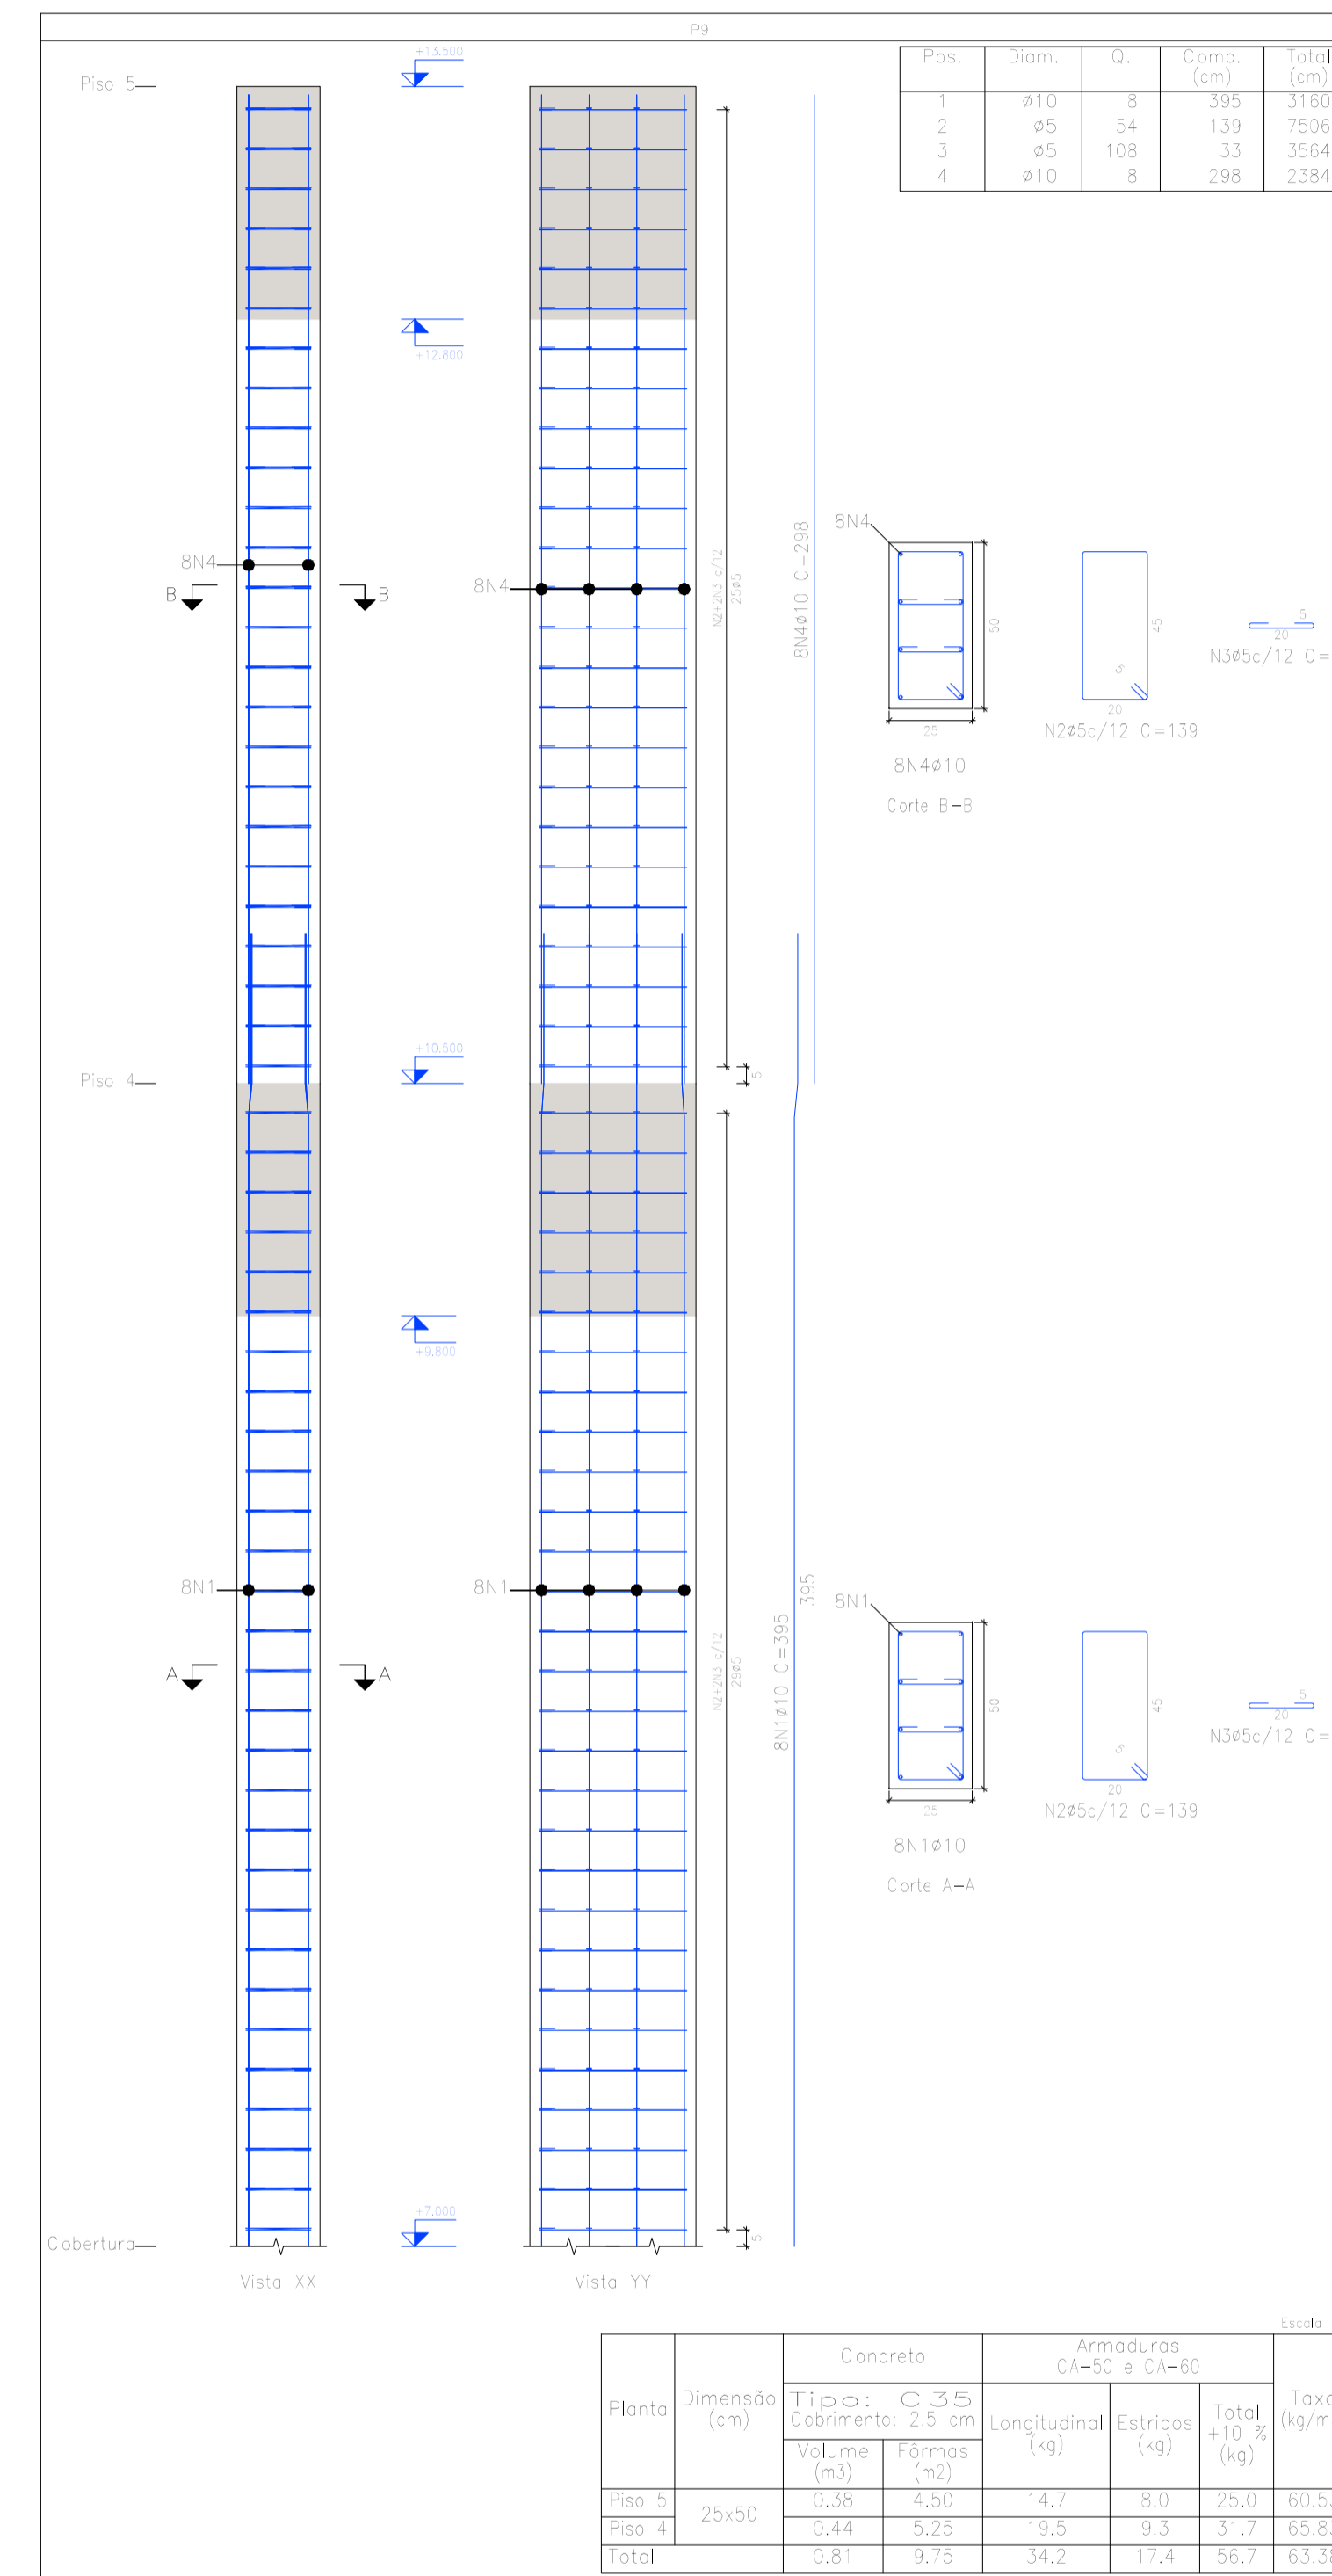 P9
Pos. Diam. Q. Comp. (cm) Total (cm)
1 ø10 8 395 3160
2 ø5 54 139 7506
3 ø5 108 33 3564
4 ø10 8 298 2384
Piso 5
+13.500
+12.800
8N4
B B
8N4
N2+2N3 c/12
25ø5
8N4ø10 C=298
8N4
50
25
8N4ø10
Corte B-B
45
5
20
N2ø5c/12 C=139
5
20
N3ø5c/12 C=
Piso 4
+10.500
5
+9.800
8N1
8N1
A A
N2+2N3 c/12
29ø5
8N1ø10 C=395
395
8N1
50
25
8N1ø10
Corte A-A
45
5
20
N2ø5c/12 C=139
5
20
N3ø5c/12 C=
Cobertura
+7.000
5
Vista XX
Vista YY
Escala
Planta
Dimensão
(cm)
Concreto
Tipo: C 35
Cobrimento: 2.5 cm
Volume
(m3)
Fôrmas
(m2)
Armaduras
CA-50 e CA-60
Longitudinal
(kg)
Estribos
(kg)
Total
+10 %
(kg)
Taxa
(kg/m
Piso 5 25x50 0.38 4.50 14.7 8.0 25.0
Piso 4 0.44 5.25 19.5 9.3 31.7
Total 0.81 9.75 34.2 17.4 56.7